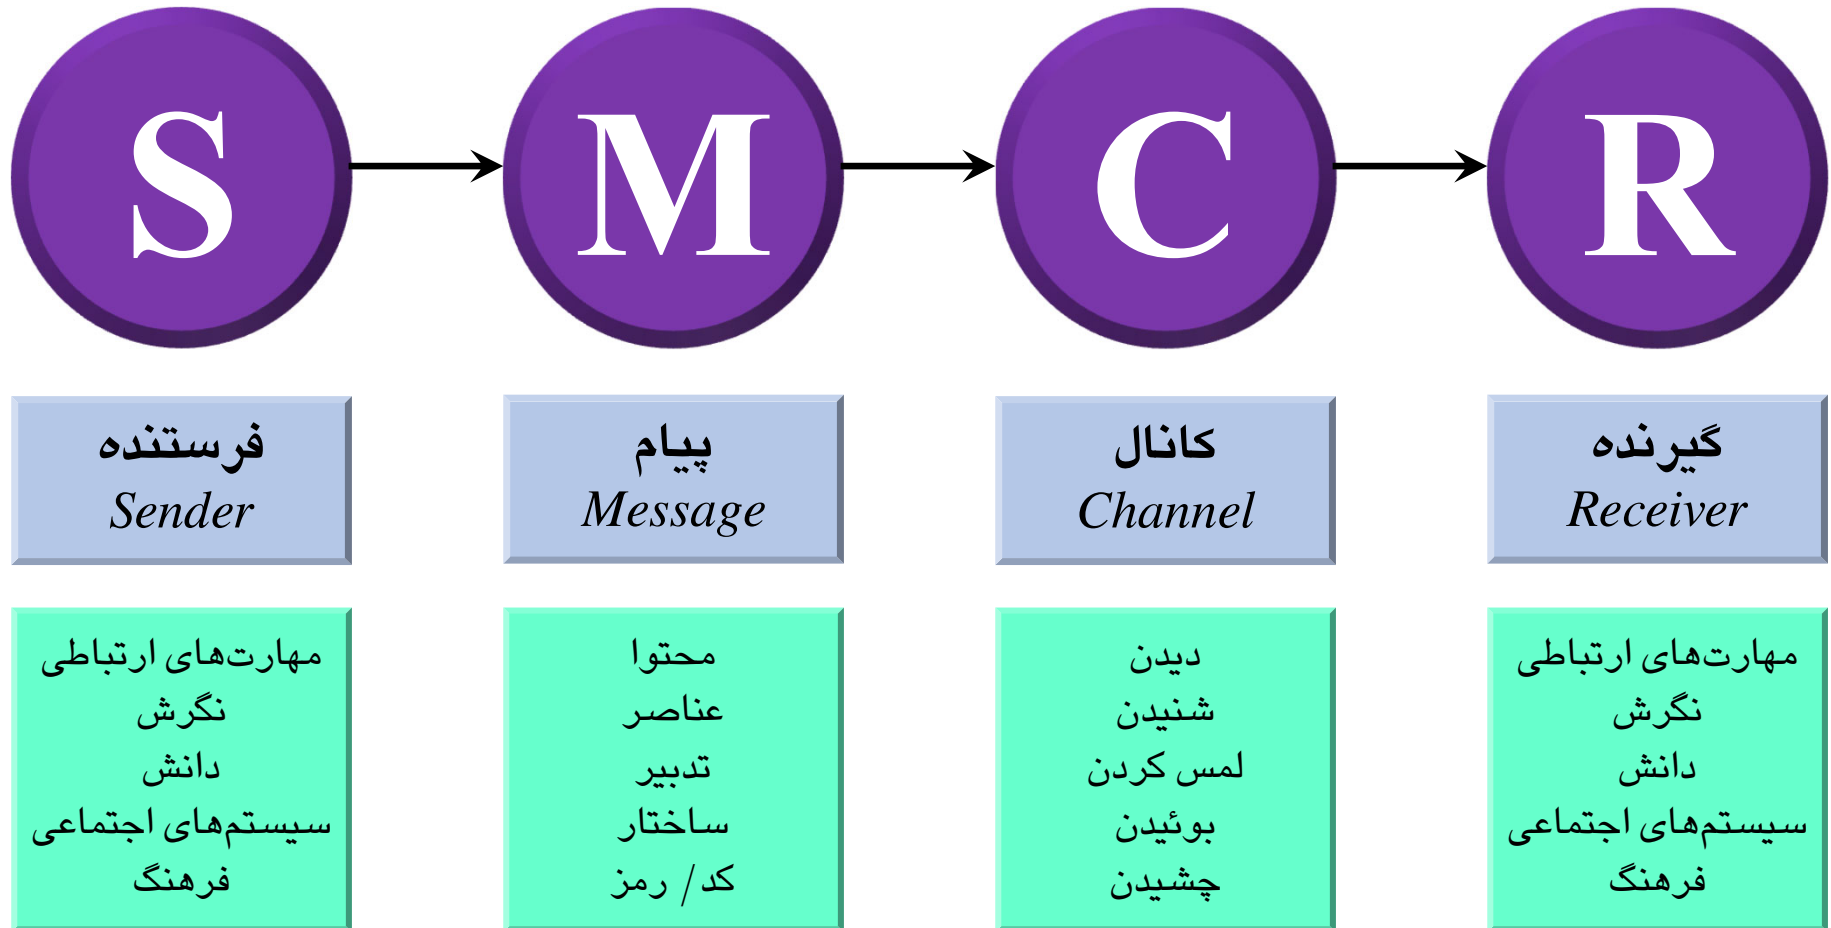 S
M
C
R
فرستنده
Sender
پیام
Message
کانال
Channel
گیرنده
Receiver
مهارت‌های ارتباطی
نگرش
دانش
سیستم‌های اجتماعی
فرهنگ
محتوا
عناصر
تدبیر
ساختار
کد/ رمز
دیدن
شنیدن
لمس کردن
بوئیدن
چشیدن
مهارت‌های ارتباطی
نگرش
دانش
سیستم‌های اجتماعی
فرهنگ